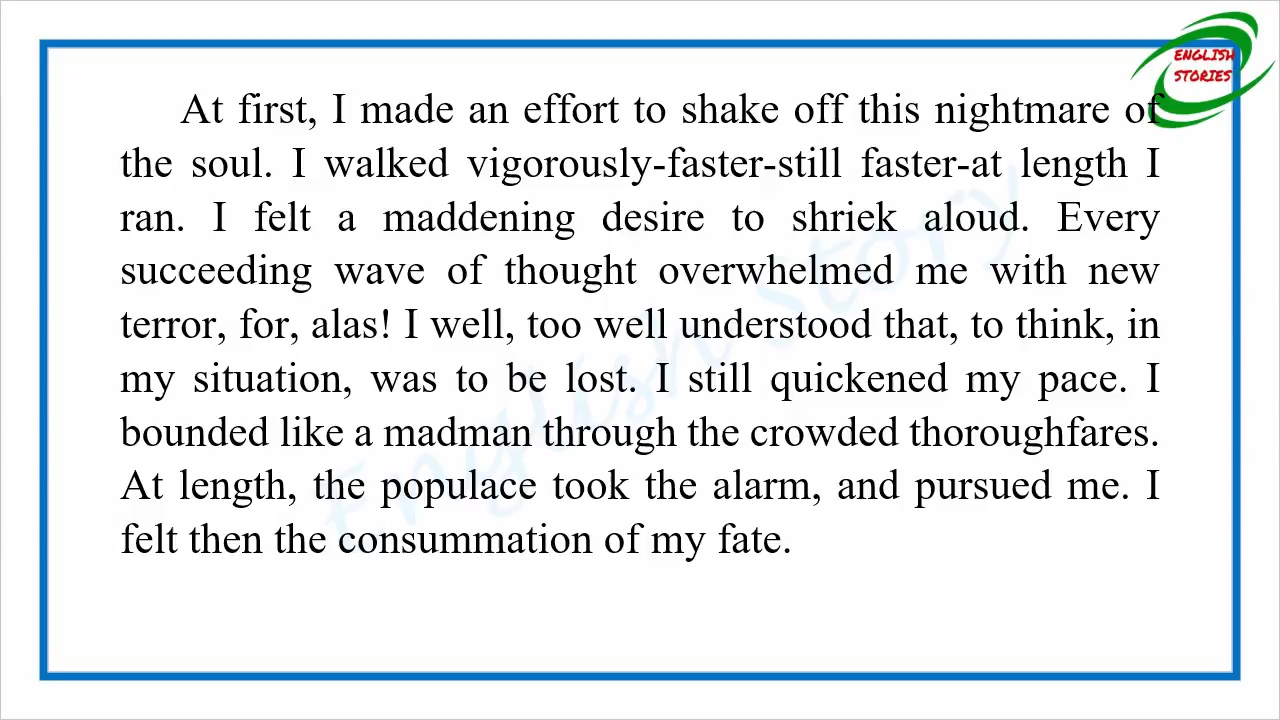 ENGLISH
STORIES
At first, I made an effort to shake off this nightmare of
the soul. I walked vigorously-faster-still faster-at length I
ran. I felt a maddening desire to shriek aloud. Every
succeeding wave of thought overwhelmed me with new
terror, for, alas! I well, too well understood that, to think, in
my situation, was to be lost. I still quickened my pace. I
bounded like a madman through the crowded thoroughfares.
At length, the populace took the alarm, and pursued me. I
felt then the consummation of my fate.
English Story